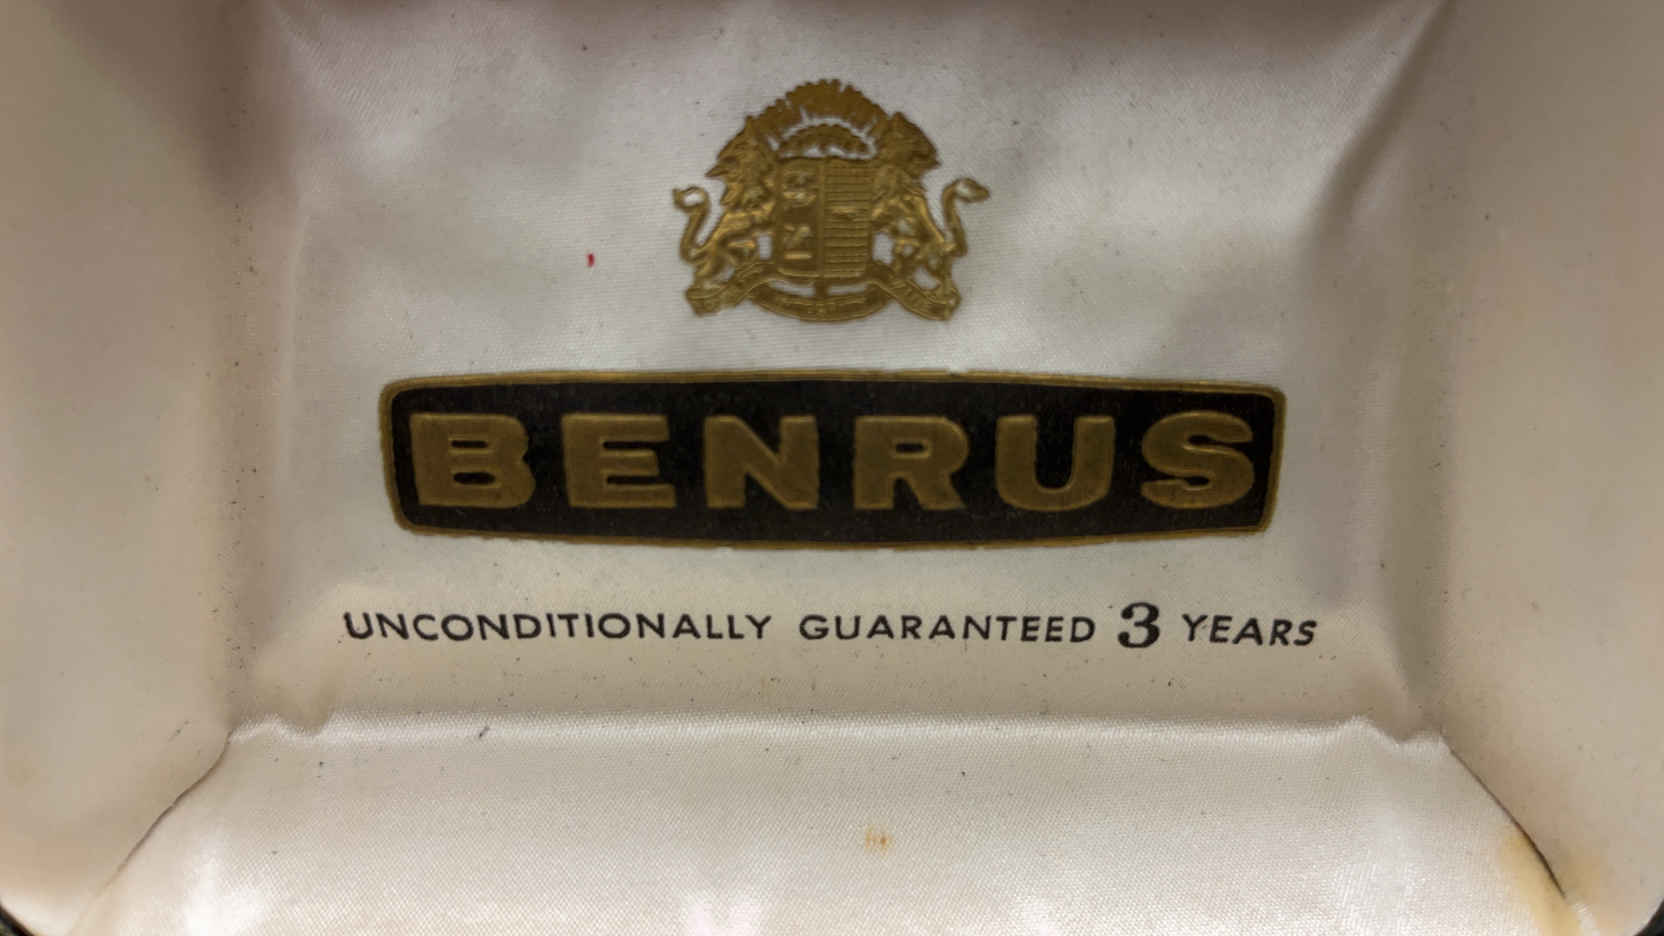 BENRUS
UNCONDITIONALLY GUARANTEED 3 YEARS